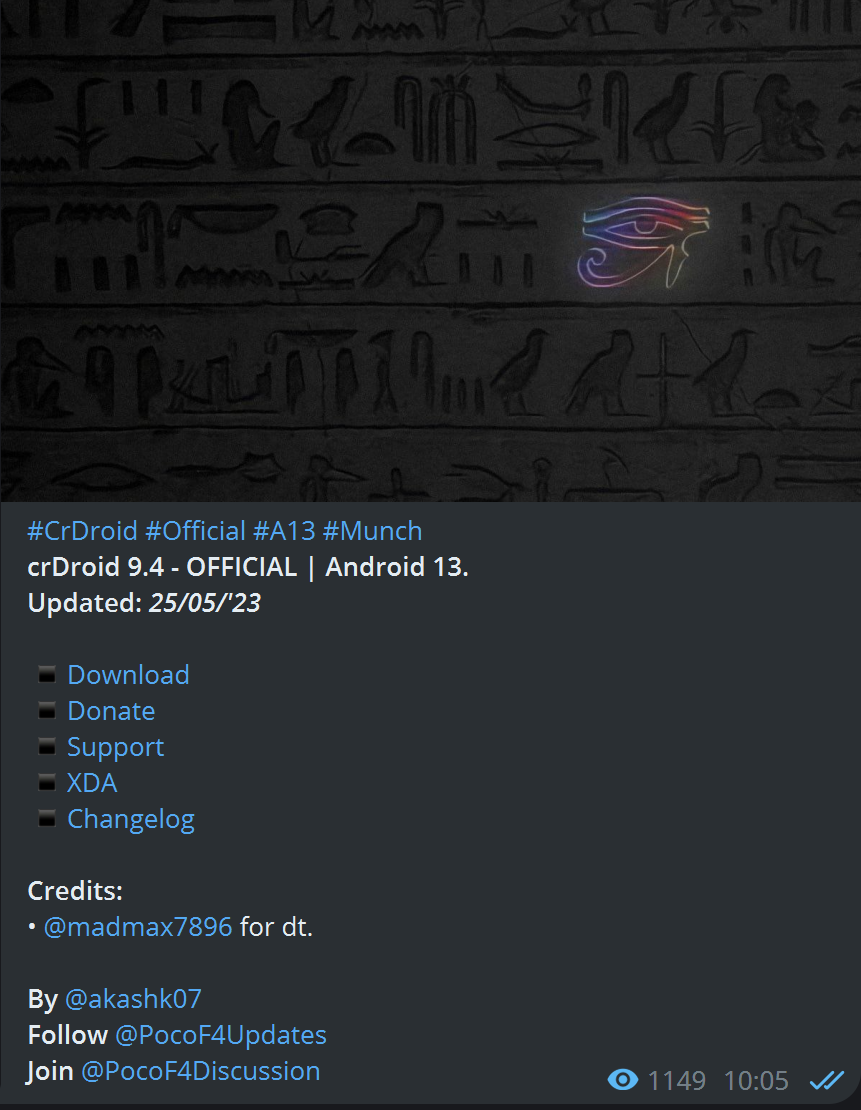 #CrDroid #Official #A13 #Munch
crDroid 9.4 - OFFICIAL | Android 13.
Updated: 25/05/'23
▪ Download
▪ Donate
▪ Support
▪ XDA
▪ Changelog
Credits:
• @madmax7896 for dt.
By @akashk07
Follow @PocoF4Updates
Join @PocoF4Discussion
1149 10:05